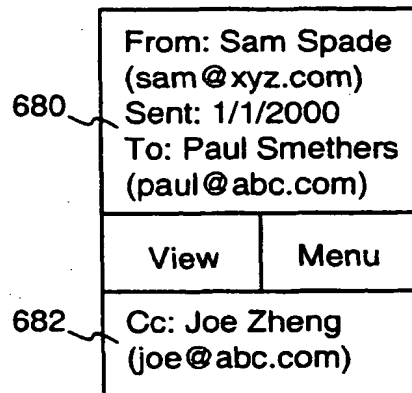 From: Sam Spade
(sam@xyz.com)
680
Sent: 1/1/2000
To: Paul Smethers
(paul@abc.com)
View Menu
682
Cc: Joe Zheng
(joe@abc.com)